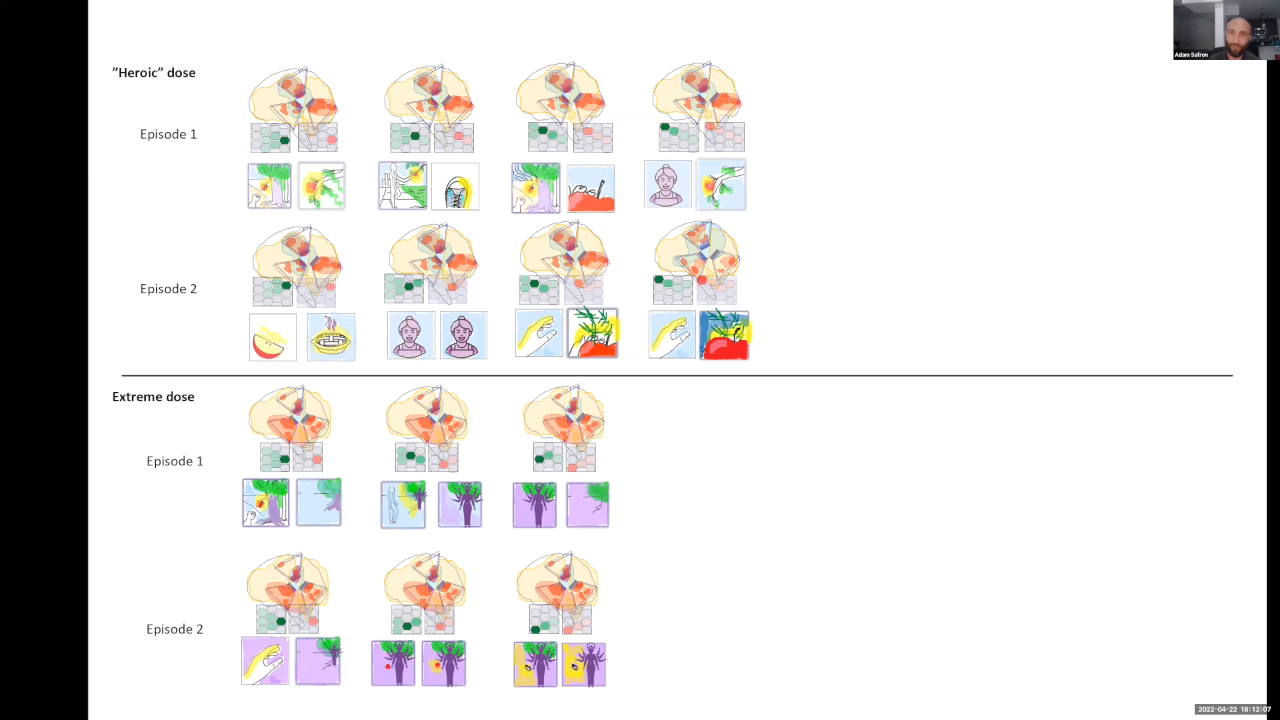 Adam Safron
”Heroic” dose
Episode 1
Episode 2
Extreme dose
Episode 1
Episode 2
2022-04-22 18:12:07